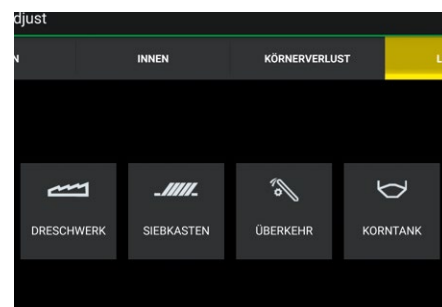 djust
N
INNEN
KÖRNERVERLUST
L
DRESCHWERK
SIEBKASTEN
ÜBERKEHR
KORNTANK